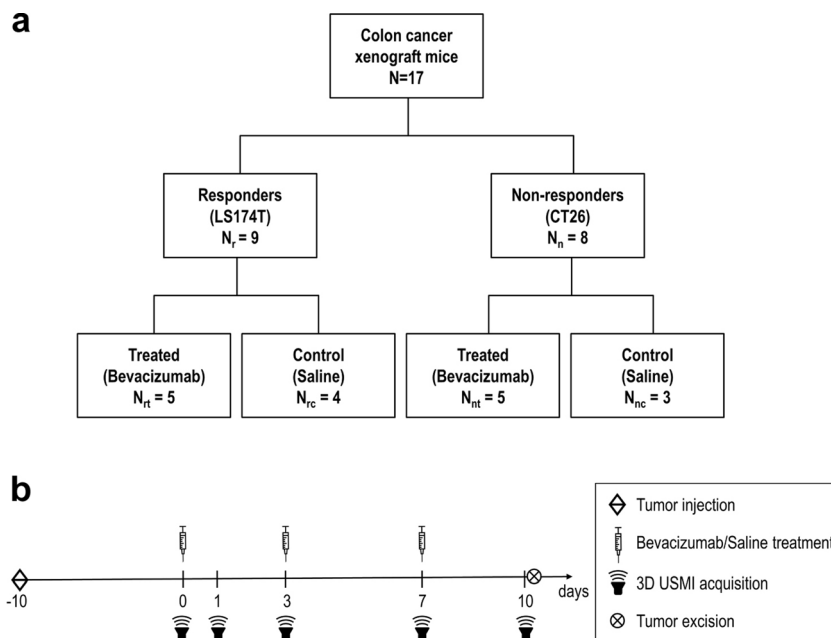 a
Colon cancer
xenograft mice
N=17
Responders
(LS174T)
Nr = 9
Non-responders
(CT26)
Nn = 8
Treated
(Bevacizumab)
Nrt = 5
Control
(Saline)
Nrc = 4
Treated
(Bevacizumab)
Nnt = 5
Control
(Saline)
Nnc = 3
b
-10
0
1
3
7
10
days
Tumor injection
Bevacizumab/Saline treatment
3D USMI acquisition
Tumor excision